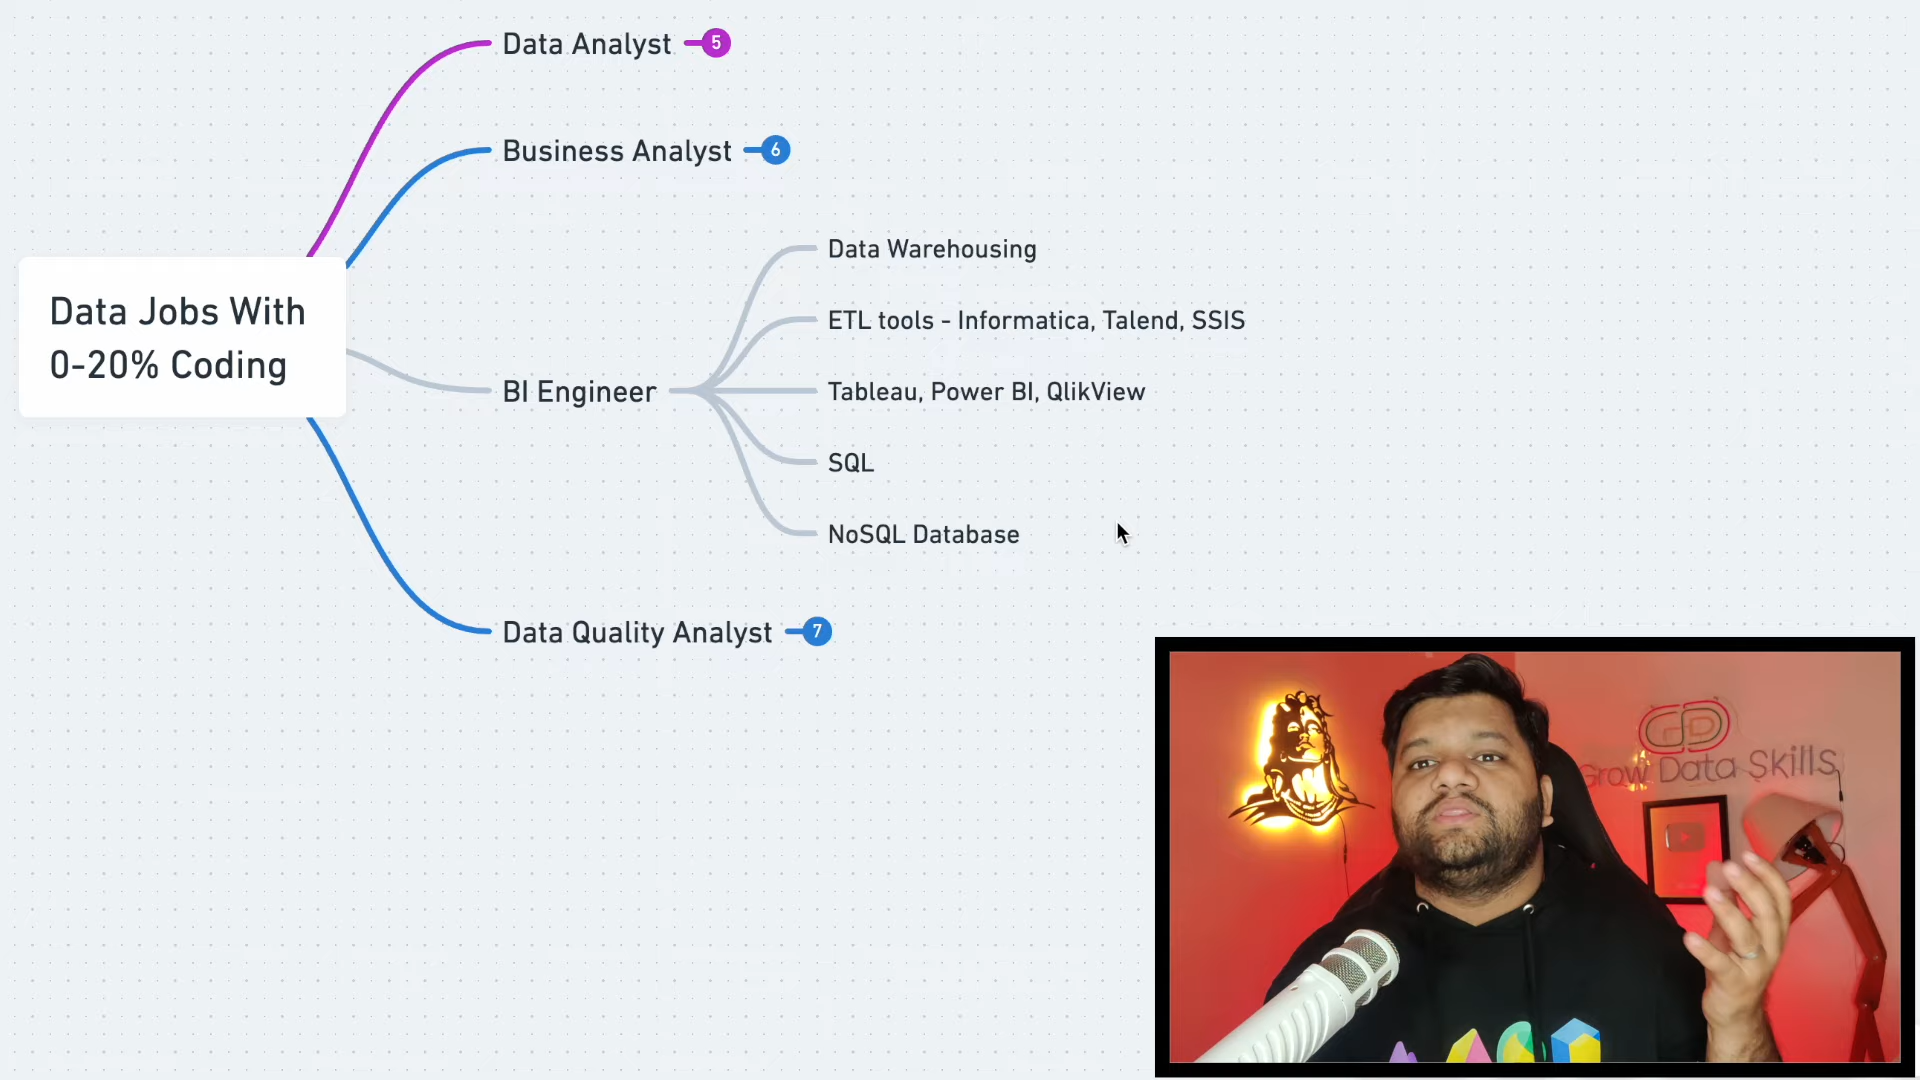 Data Analyst 5
Business Analyst 6
Data Warehousing
ETL tools - Informatica, Talend, SSIS
Data Jobs With
0-20% Coding
BI Engineer
Tableau, Power BI, QlikView
SQL
NoSQL Database
Data Quality Analyst 7
GD
Grow Data Skills